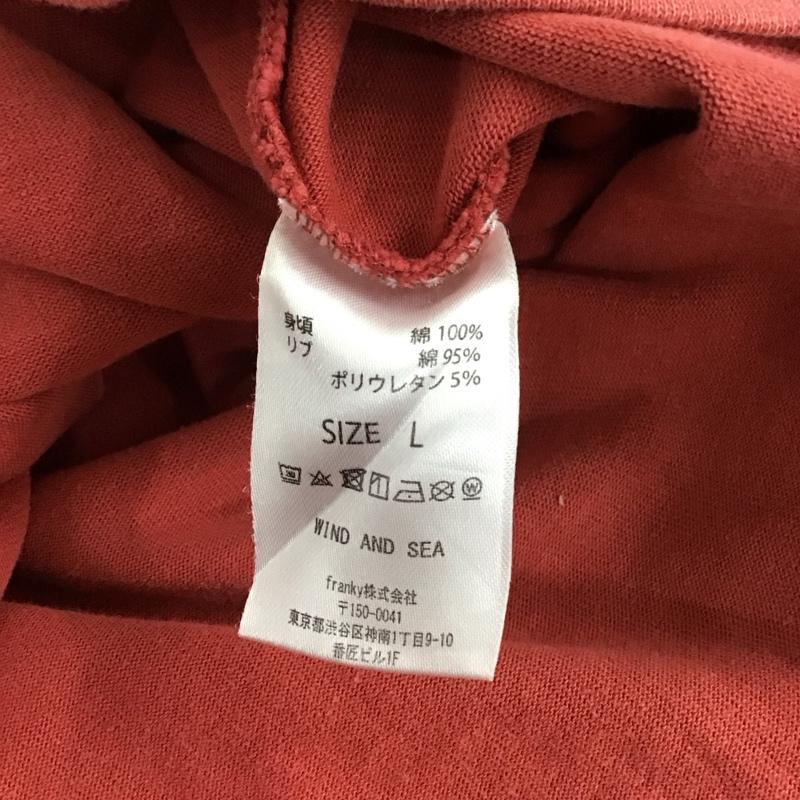 身頃 綿 100%
リブ 綿 95%
ポリウレタン 5%
SIZE L
WIND AND SEA
franky株式会社
〒150-0041
東京都渋谷区神南1丁目9-10
番匠ビル1F